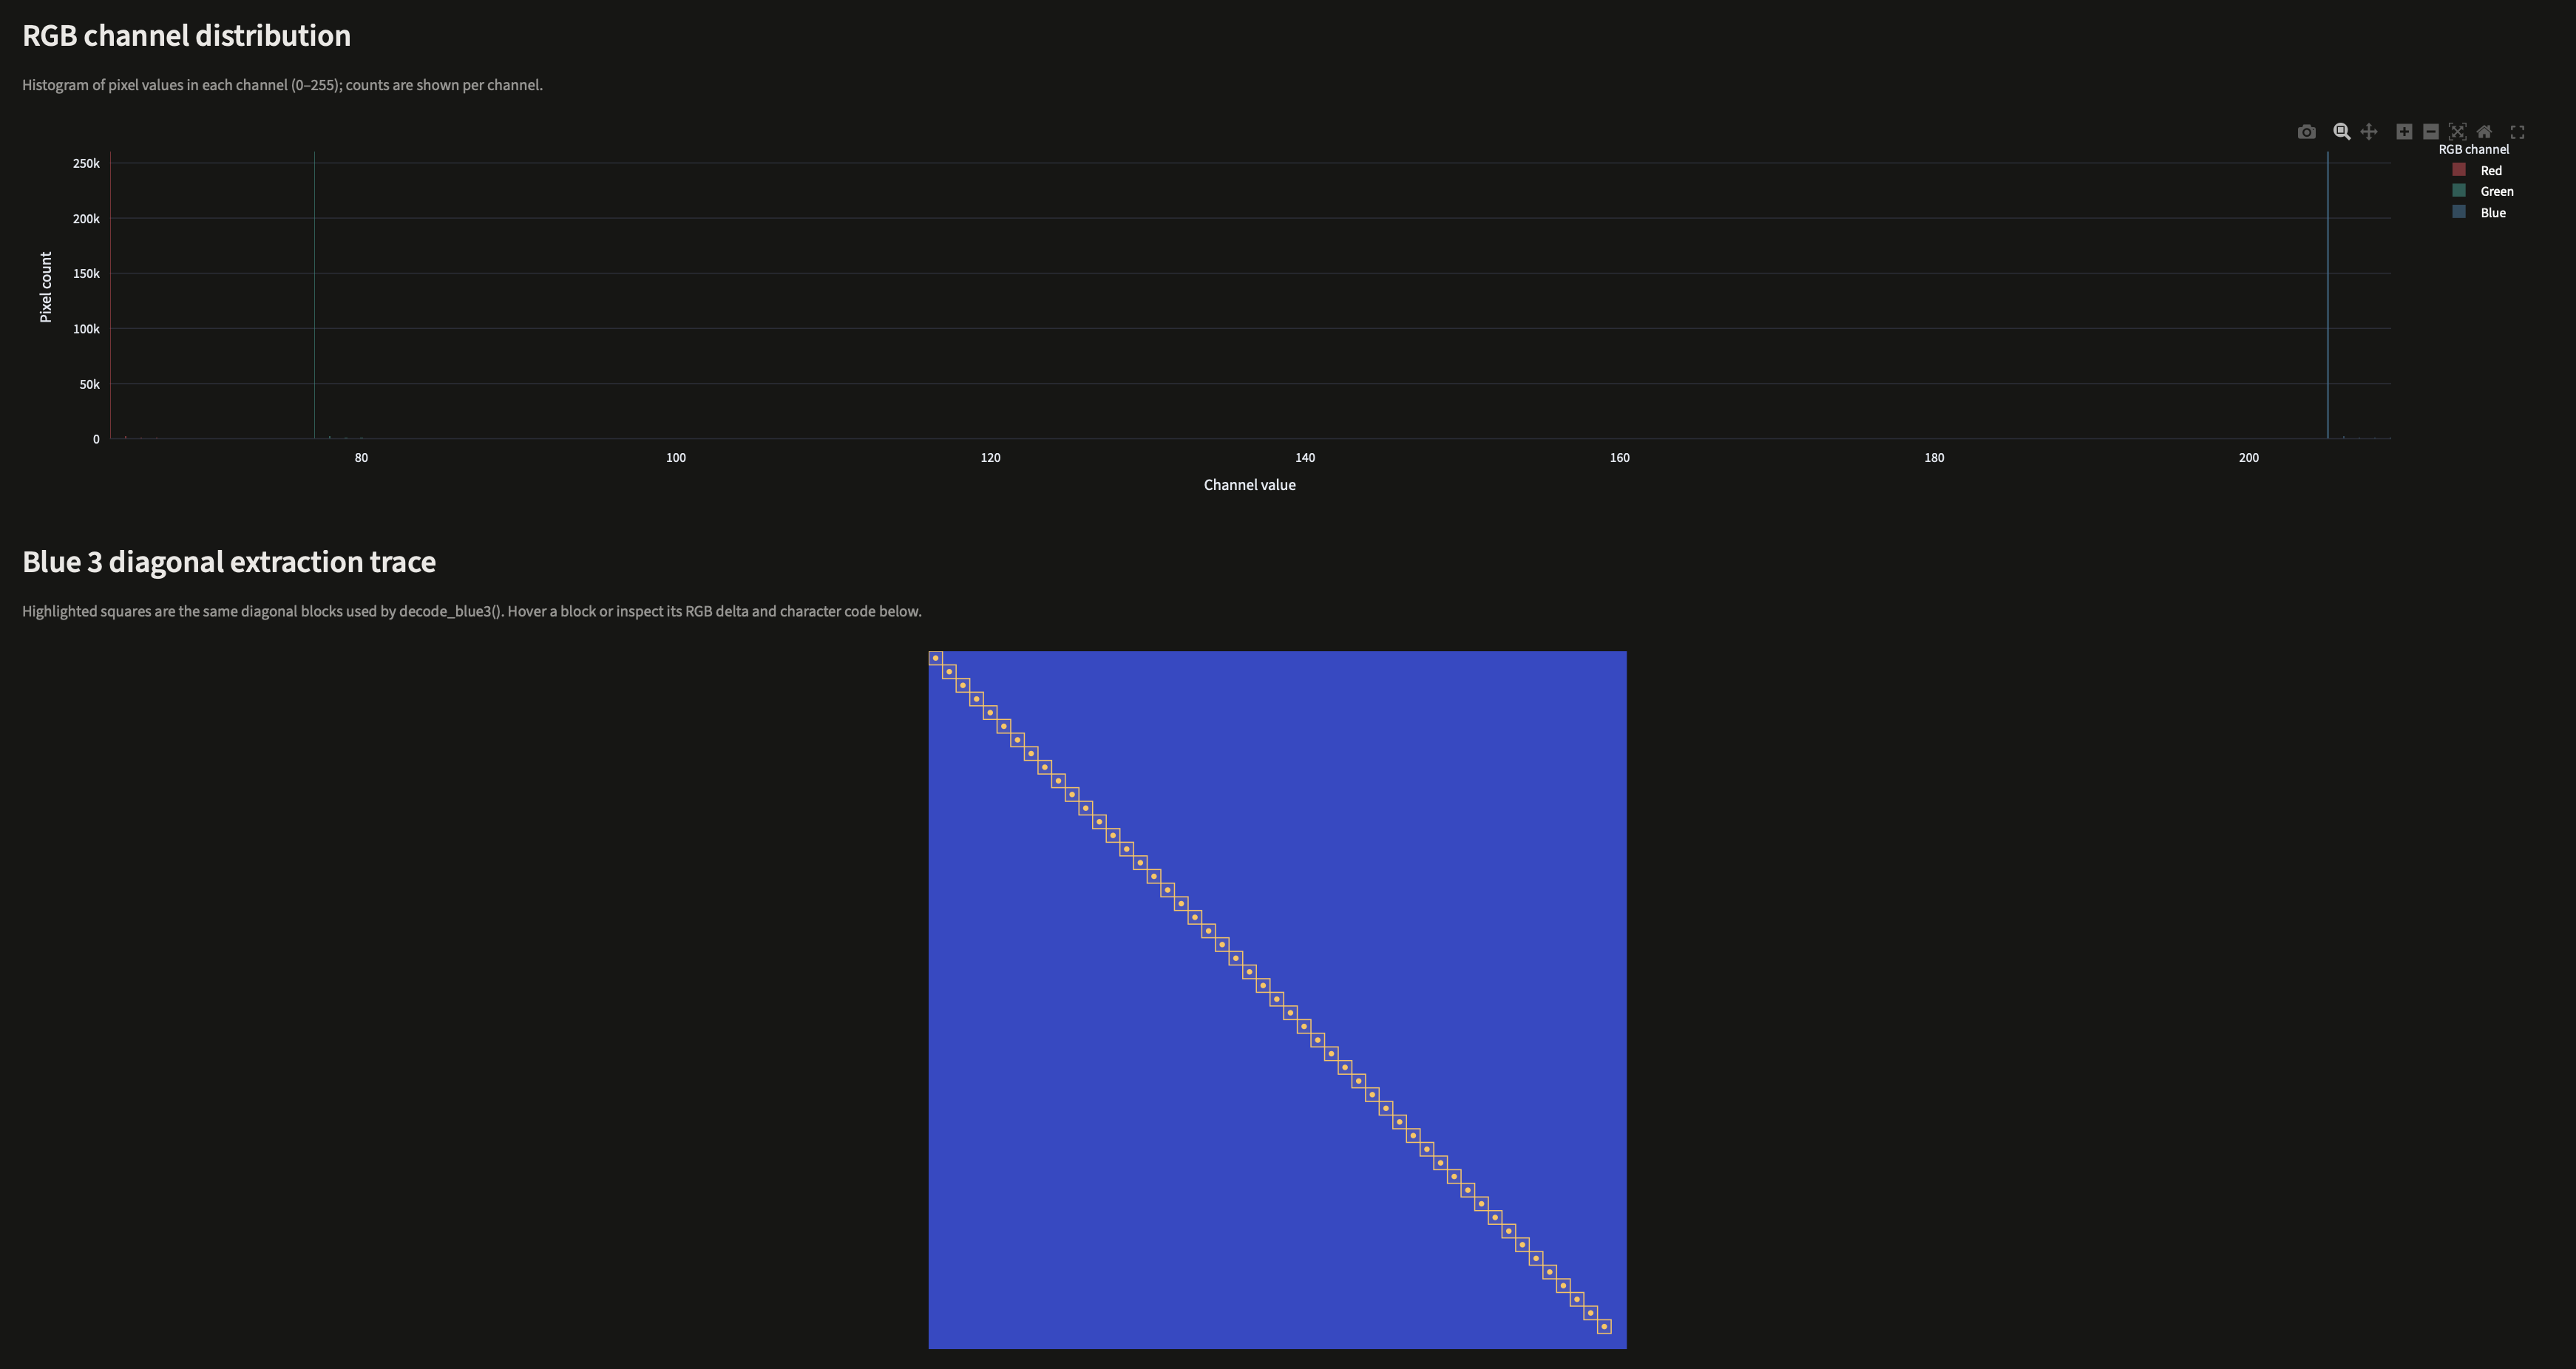 RGB channel distribution
Histogram of pixel values in each channel (0–255); counts are shown per channel.
RGB channel
Red
Green
Blue
250k
200k
150k
100k
50k
0
Pixel count
80 100 120 140 160 180 200
Channel value
Blue 3 diagonal extraction trace
Highlighted squares are the same diagonal blocks used by decode_blue3(). Hover a block or inspect its RGB delta and character code below.